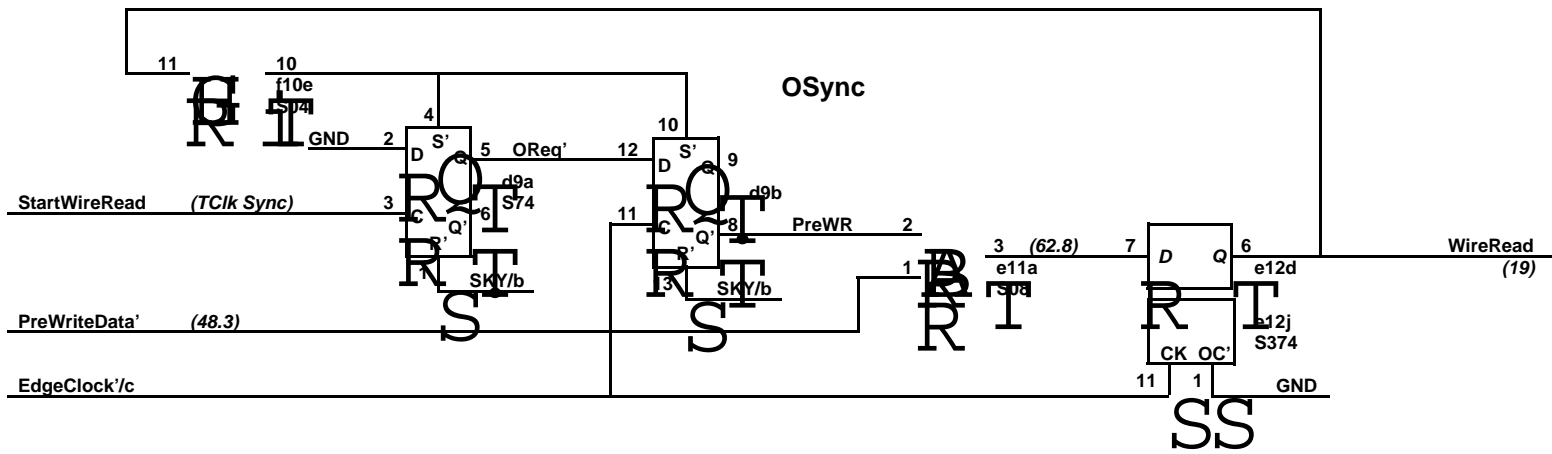 OSync
11
10
f10e
S04
GND
2
4
S'
D
Q
5
OReq'
12
10
S'
D
Q
9
d9a
S74
d9b
StartWireRead
(TClk Sync)
3
C
Q'
6
R'
1
SKY/b
11
C
Q'
8
R'
13
SKY/b
PreWR
2
1
3
(62.8)
e11a
S08
7
D
Q
6
e12d
WireRead
(19)
PreWriteData'
(48.3)
e12j
S374
CK
OC'
EdgeClock'/c
11
1
GND
R
T
R
T
R
T
S
R
T
R
T
S
R
T
R
T
SS